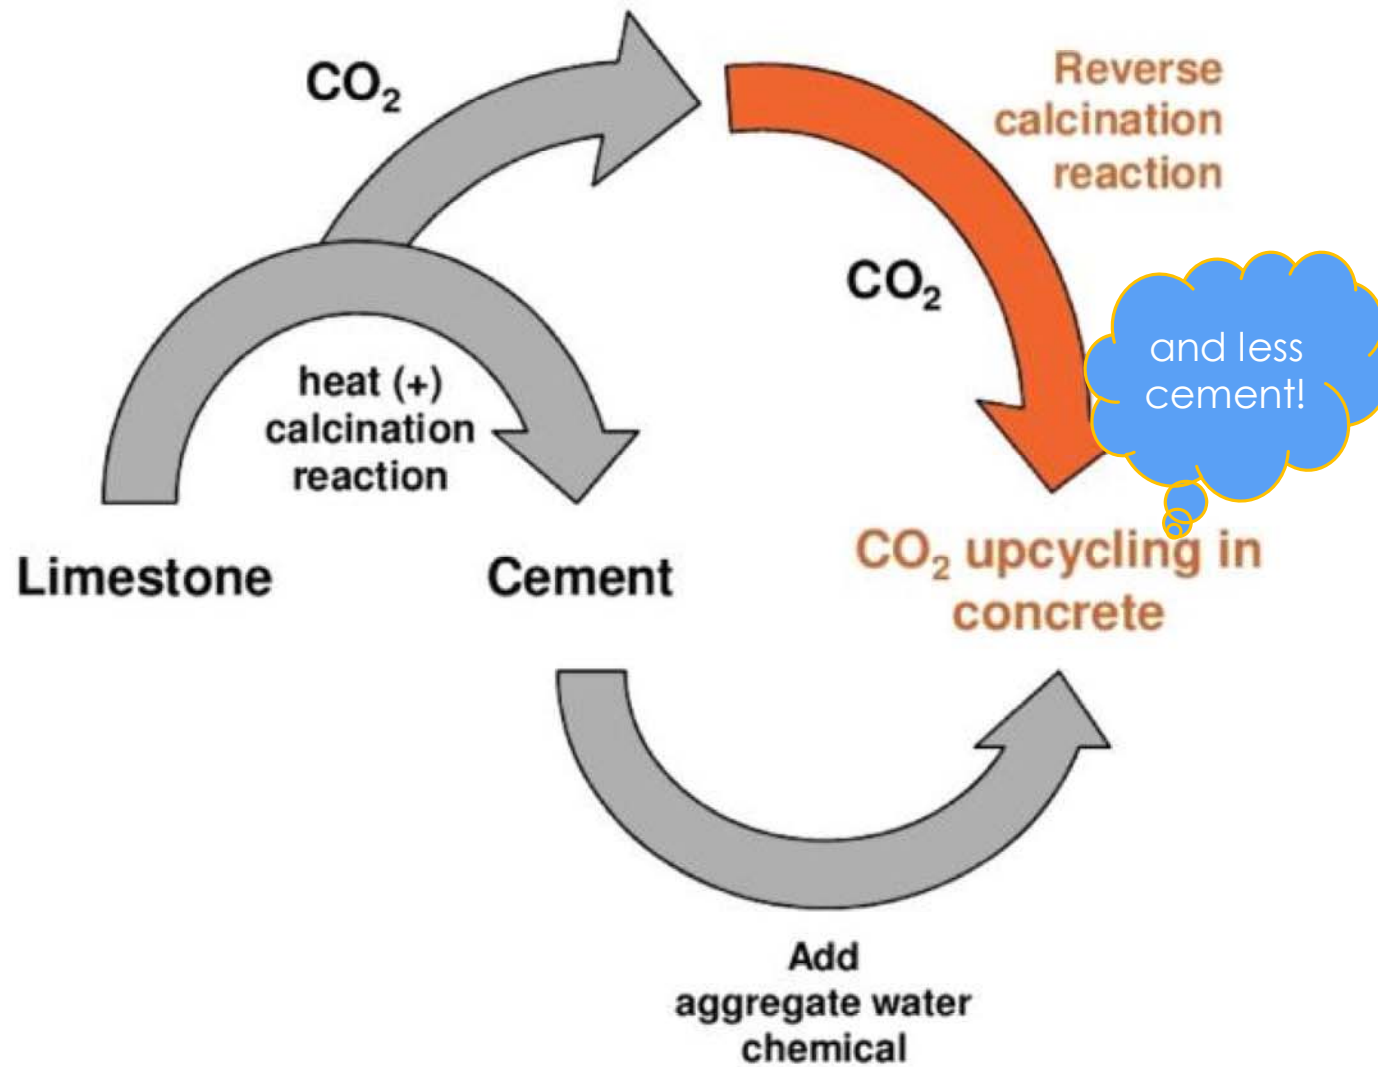 CO₂
Reverse
calcination
reaction
CO₂
and less
cement!
heat (+)
calcination
reaction
Limestone
Cement
CO₂ upcycling in
concrete
Add
aggregate water
chemical